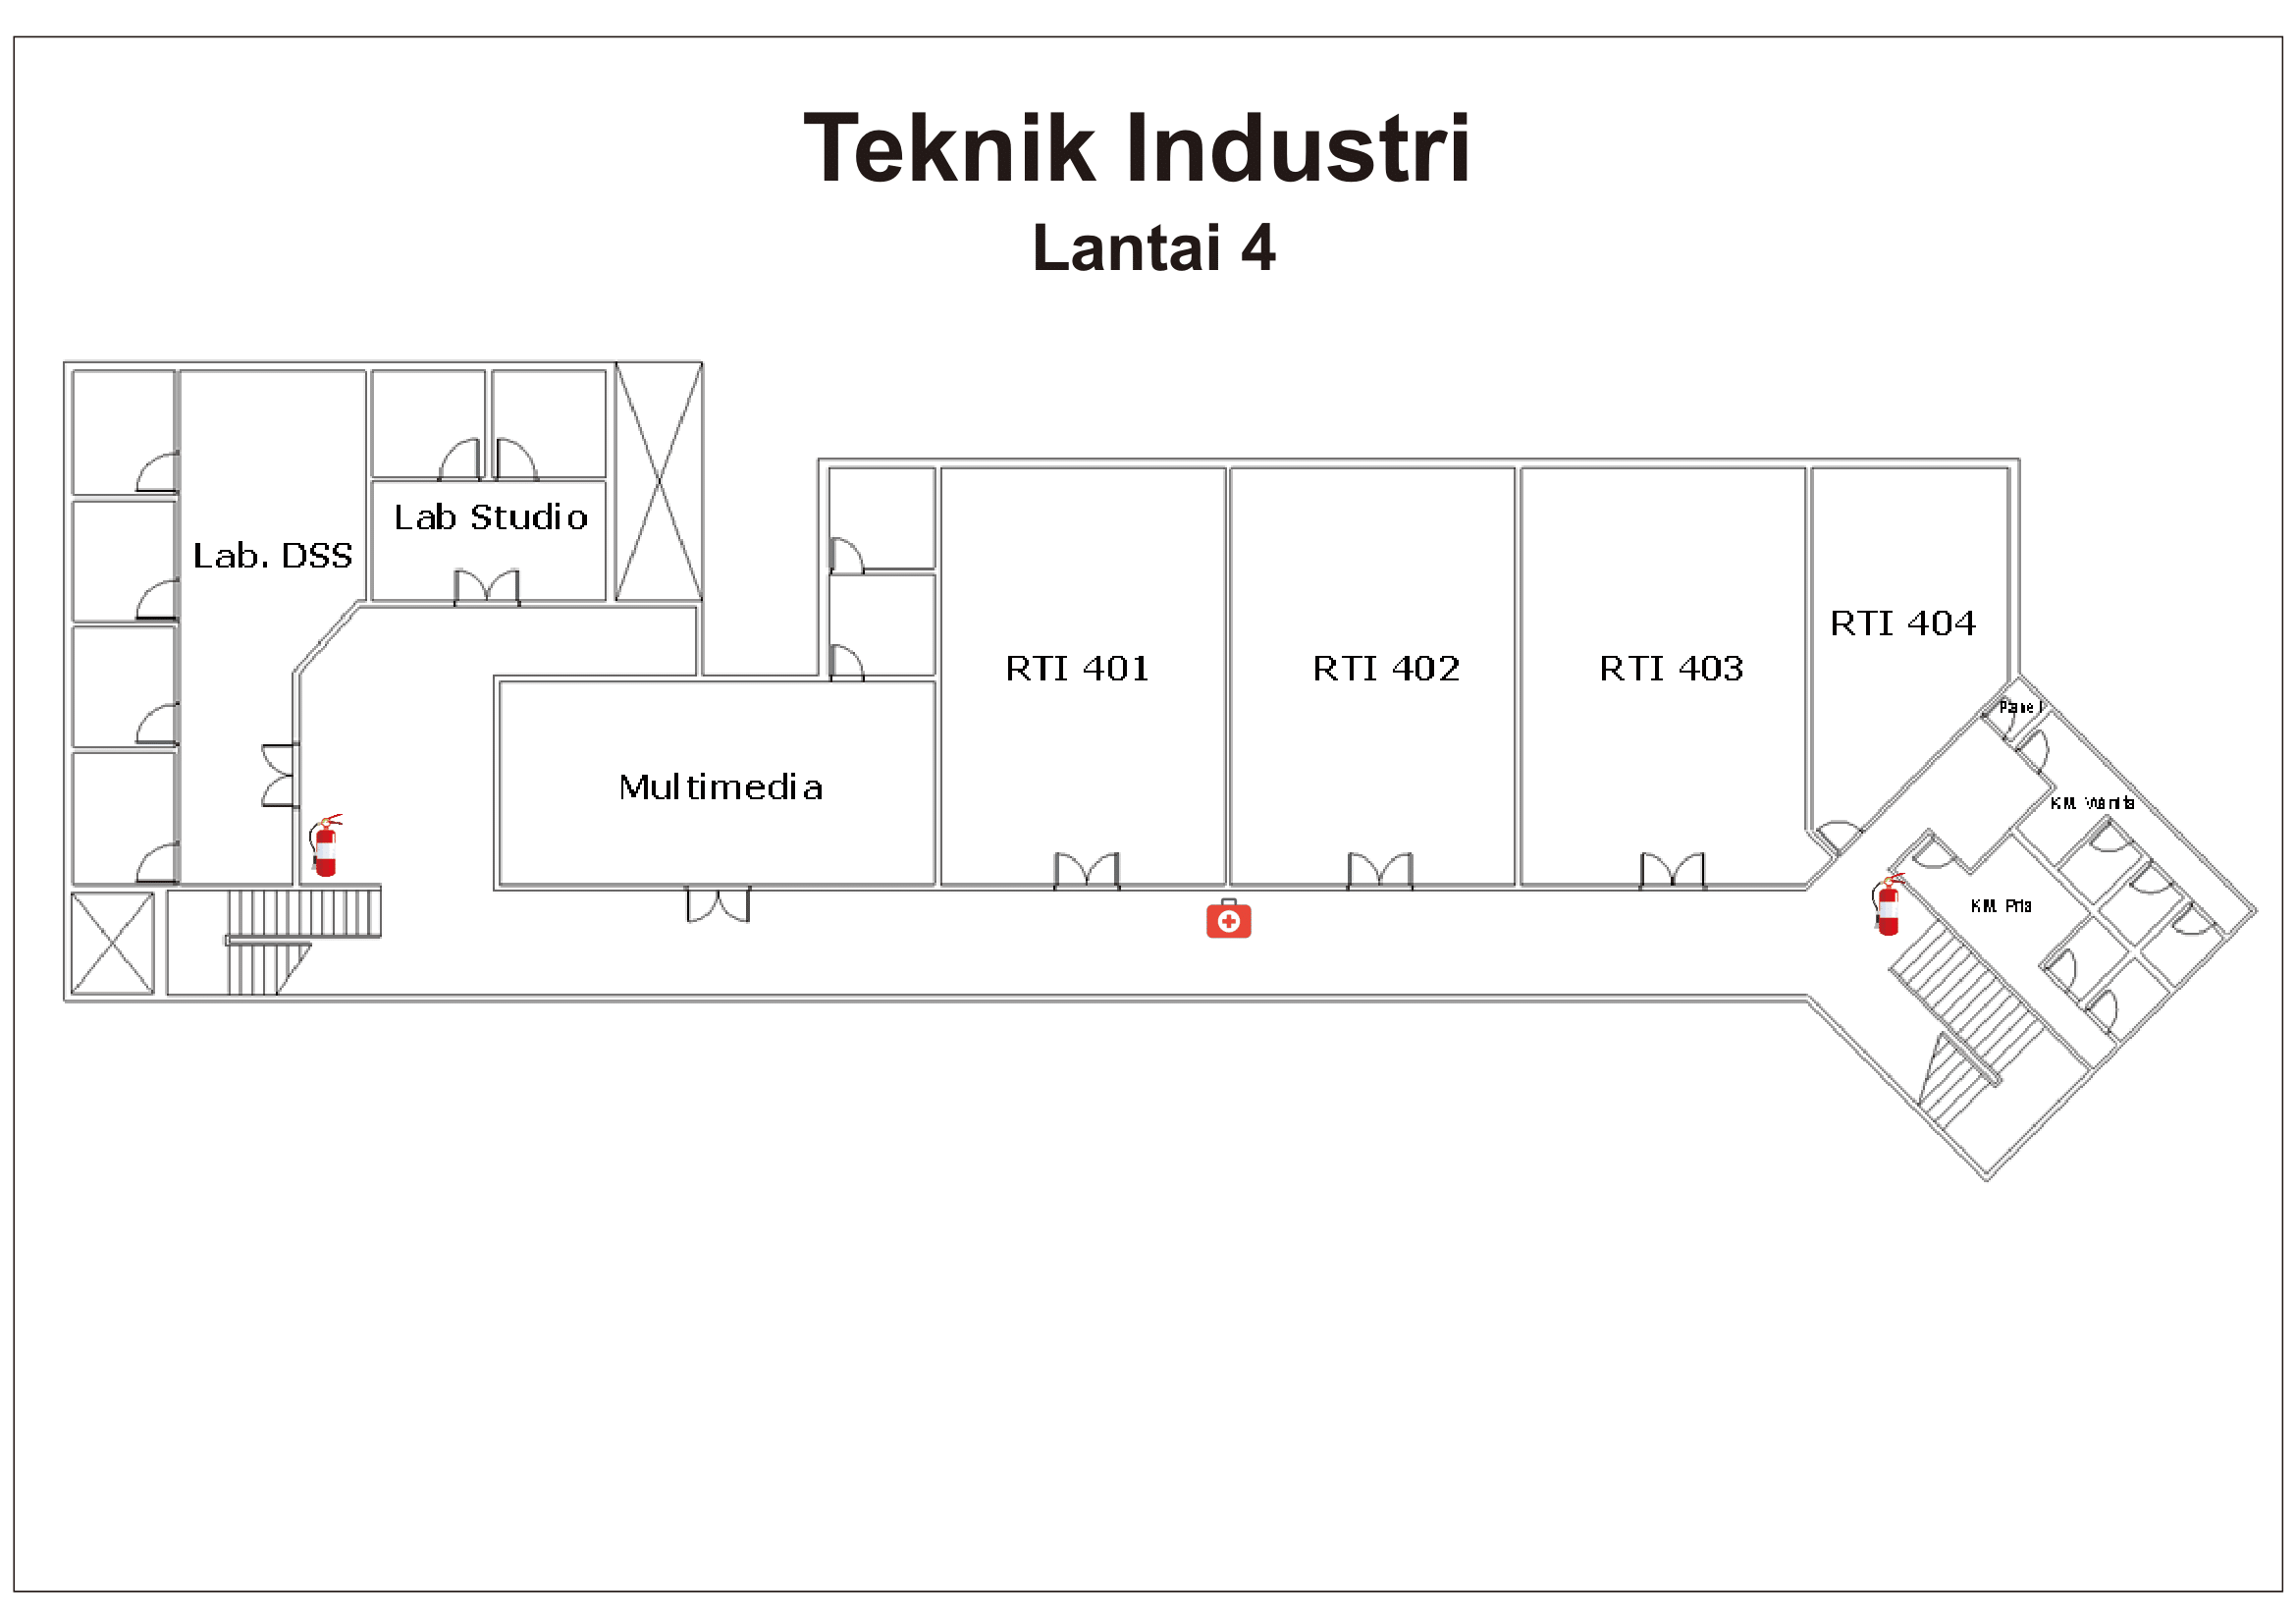 Teknik Industri
Lantai 4
Lab Studio
Lab. DSS
RTI 404
RTI 401
RTI 402
RTI 403
Panel
Multimedia
KM. Wanita
KM. Pria